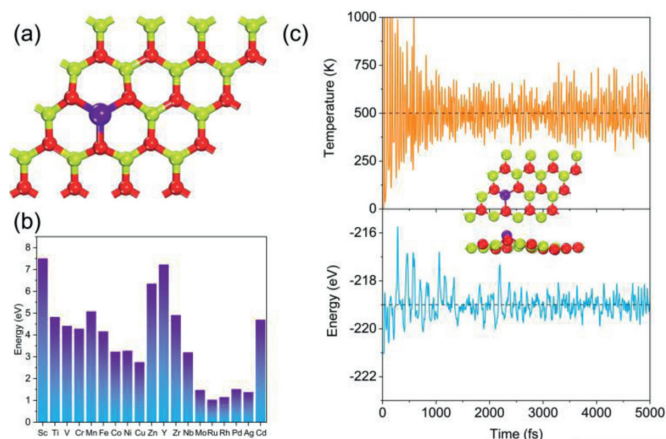 (a)
(b)
Energy (eV)
8
7
6
5
4
3
2
1
0
Sc Ti V Cr Mn Fe Co Ni Cu Zn Y Zr Nb Mo Ru Rh Pd Ag Cd
(c)
Temperature (K)
1000
750
500
250
0
Energy (eV)
-216
-218
-220
-222
0 1000 2000 3000 4000 5000
Time (fs)